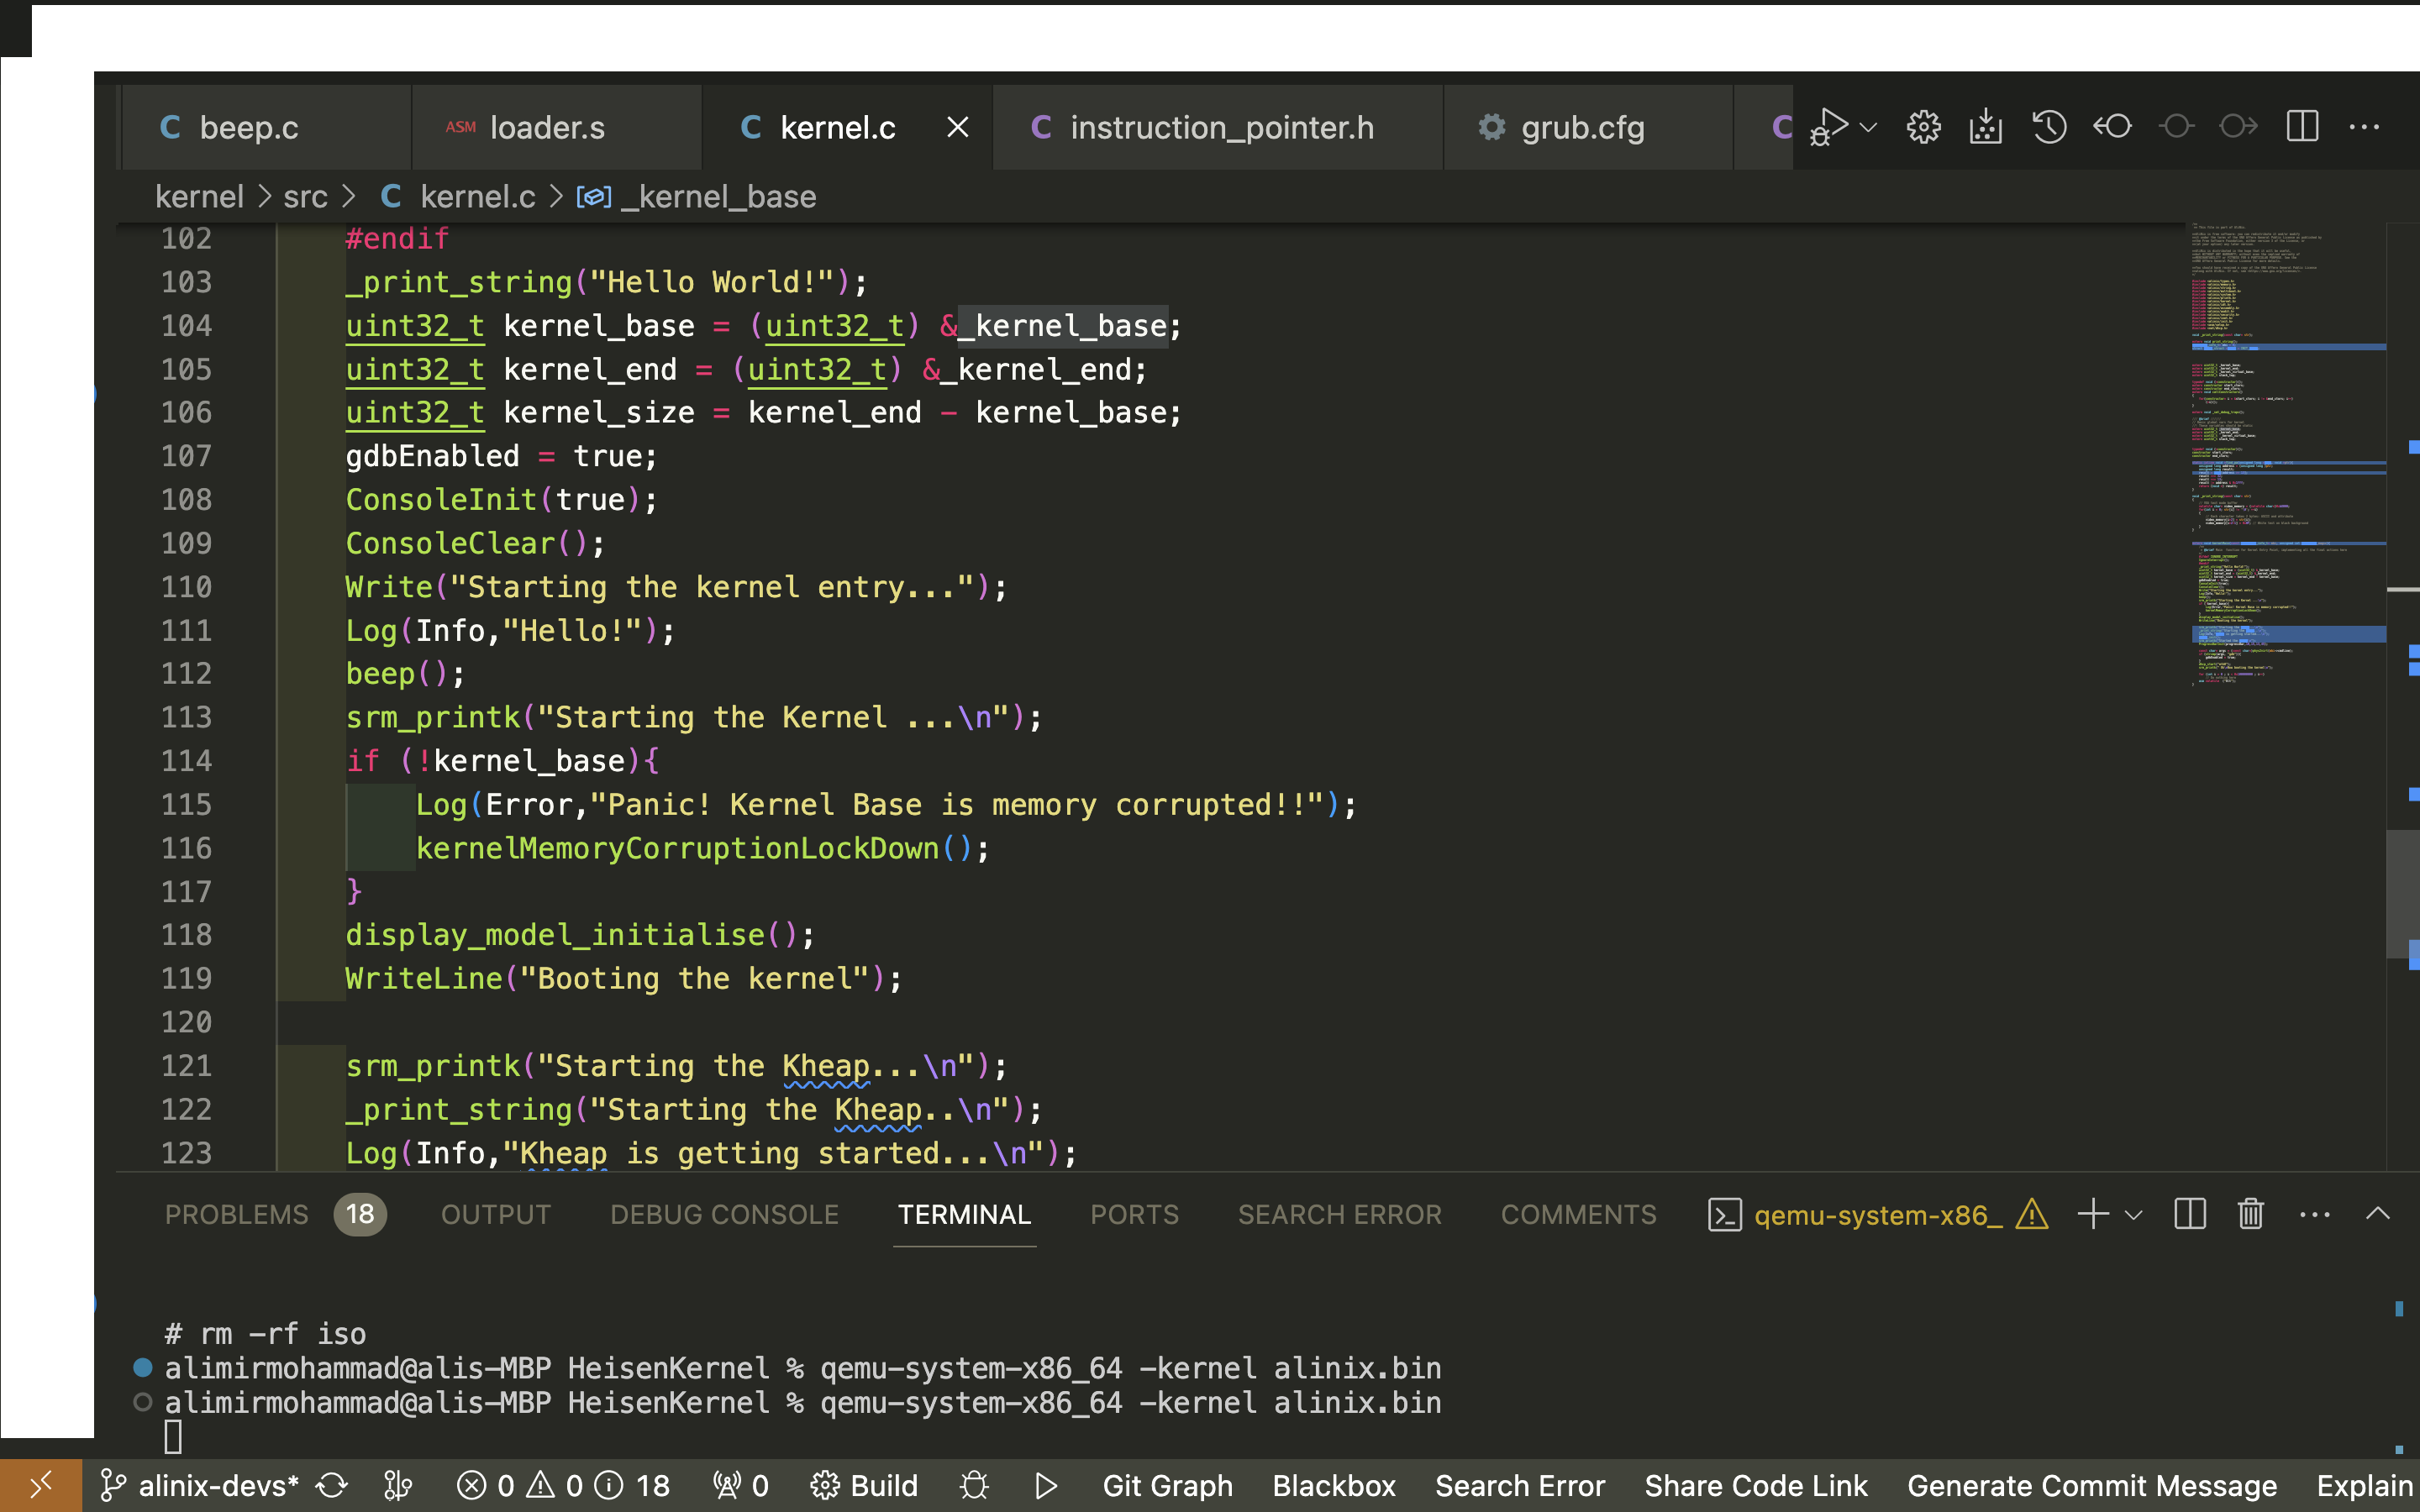 C beep.c ASM loader.s C kernel.c C instruction_pointer.h grub.cfg C
kernel > src > C kernel.c > _kernel_base
102 #endif
103 _print_string("Hello World!");
104 uint32_t kernel_base = (uint32_t) &_kernel_base;
105 uint32_t kernel_end = (uint32_t) &_kernel_end;
106 uint32_t kernel_size = kernel_end - kernel_base;
107 gdbEnabled = true;
108 ConsoleInit(true);
109 ConsoleClear();
110 Write("Starting the kernel entry...");
111 Log(Info,"Hello!");
112 beep();
113 srm_printk("Starting the Kernel ...\n");
114 if (!kernel_base){
115 Log(Error,"Panic! Kernel Base is memory corrupted!!");
116 kernelMemoryCorruptionLockDown();
117 }
118 display_model_initialise();
119 WriteLine("Booting the kernel");
120
121 srm_printk("Starting the Kheap...\n");
122 _print_string("Starting the Kheap..\n");
123 Log(Info,"Kheap is getting started...\n");
PROBLEMS 18 OUTPUT DEBUG CONSOLE TERMINAL PORTS SEARCH ERROR COMMENTS qemu-system-x86_
# rm -rf iso
alimirmohammad@alis-MBP HeisenKernel % qemu-system-x86_64 -kernel alinix.bin
alimirmohammad@alis-MBP HeisenKernel % qemu-system-x86_64 -kernel alinix.bin
alinix-devs* 0 0 18 0 Build Git Graph Blackbox Search Error Share Code Link Generate Commit Message Explain